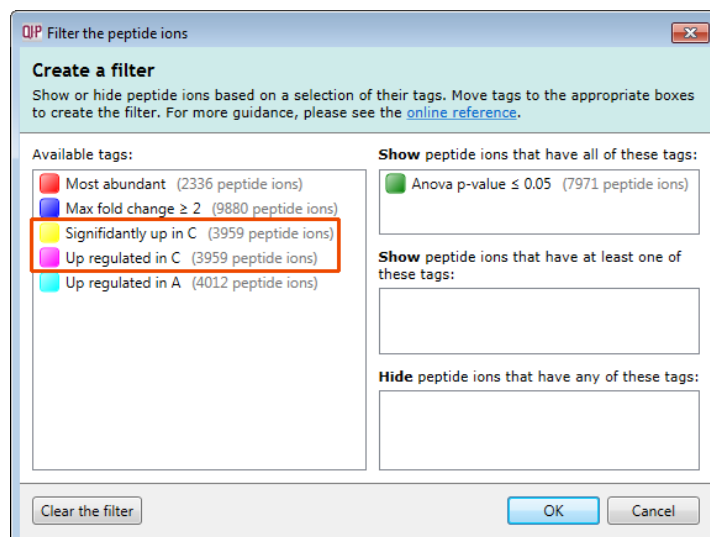 QIP Filter the peptide ions
Create a filter
Show or hide peptide ions based on a selection of their tags. Move tags to the appropriate boxes
to create the filter. For more guidance, please see the online reference.
Available tags:
Most abundant (2336 peptide ions)
Max fold change ≥ 2 (9880 peptide ions)
Signifidantly up in C (3959 peptide ions)
Up regulated in C (3959 peptide ions)
Up regulated in A (4012 peptide ions)
Show peptide ions that have all of these tags:
Anova p-value ≤ 0.05 (7971 peptide ions)
Show peptide ions that have at least one of
these tags:
Hide peptide ions that have any of these tags:
Clear the filter
OK
Cancel